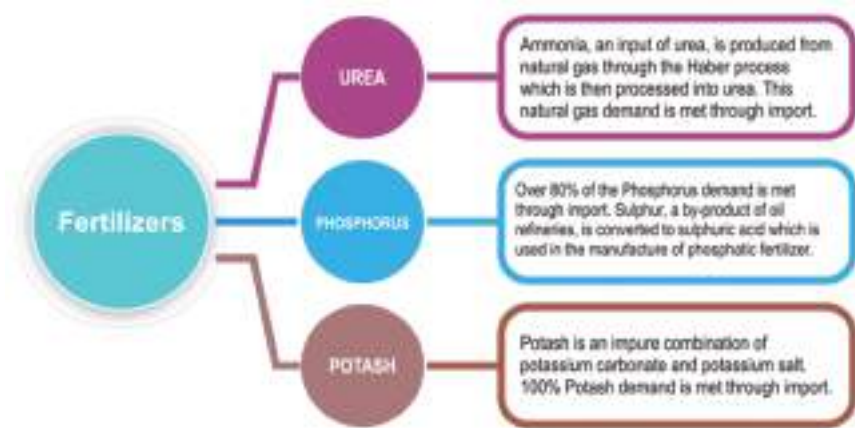 Fertilizers
UREA
Ammonia, an input of urea, is produced from
natural gas through the Haber process
which is then processed into urea. This
natural gas demand is met through import.
PHOSPHORUS
Over 80% of the Phosphorus demand is met
through import. Sulphur, a by-product of oil
refineries, is converted to sulphuric acid which is
used in the manufacture of phosphatic fertilizer.
POTASH
Potash is an impure combination of
potassium carbonate and potassium salt.
100% Potash demand is met through import.